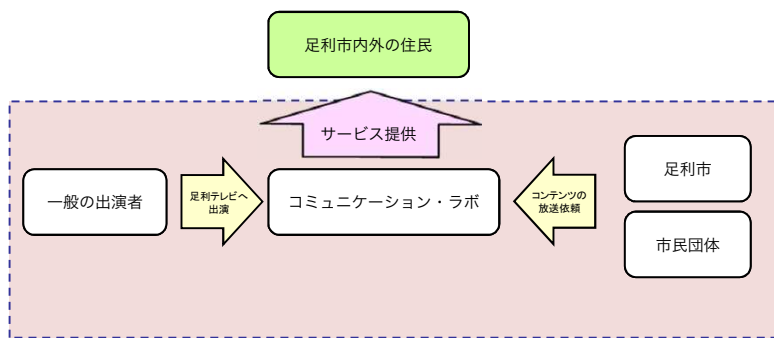 足利市内外の住民
サービス提供
一般の出演者
足利テレビへ
出演
コミュニケーション・ラボ
コンテンツの
放送依頼
足利市
市民団体